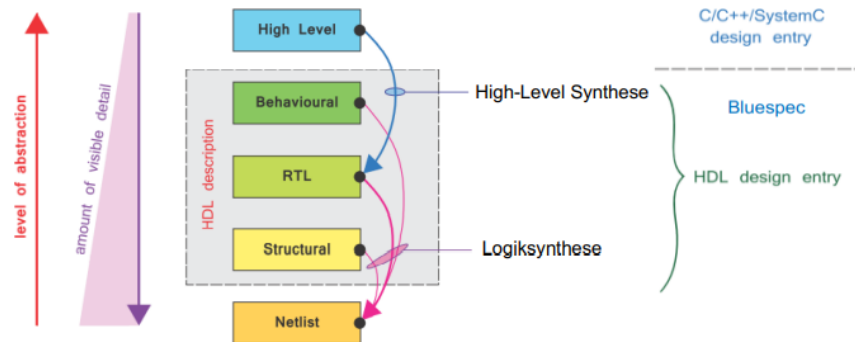 C/C++/SystemC
design entry
High Level
Behavioural
High-Level Synthese
Bluespec
level of abstraction
amount of visible detail
HDL description
RTL
HDL design entry
Structural
Logiksynthese
Netlist